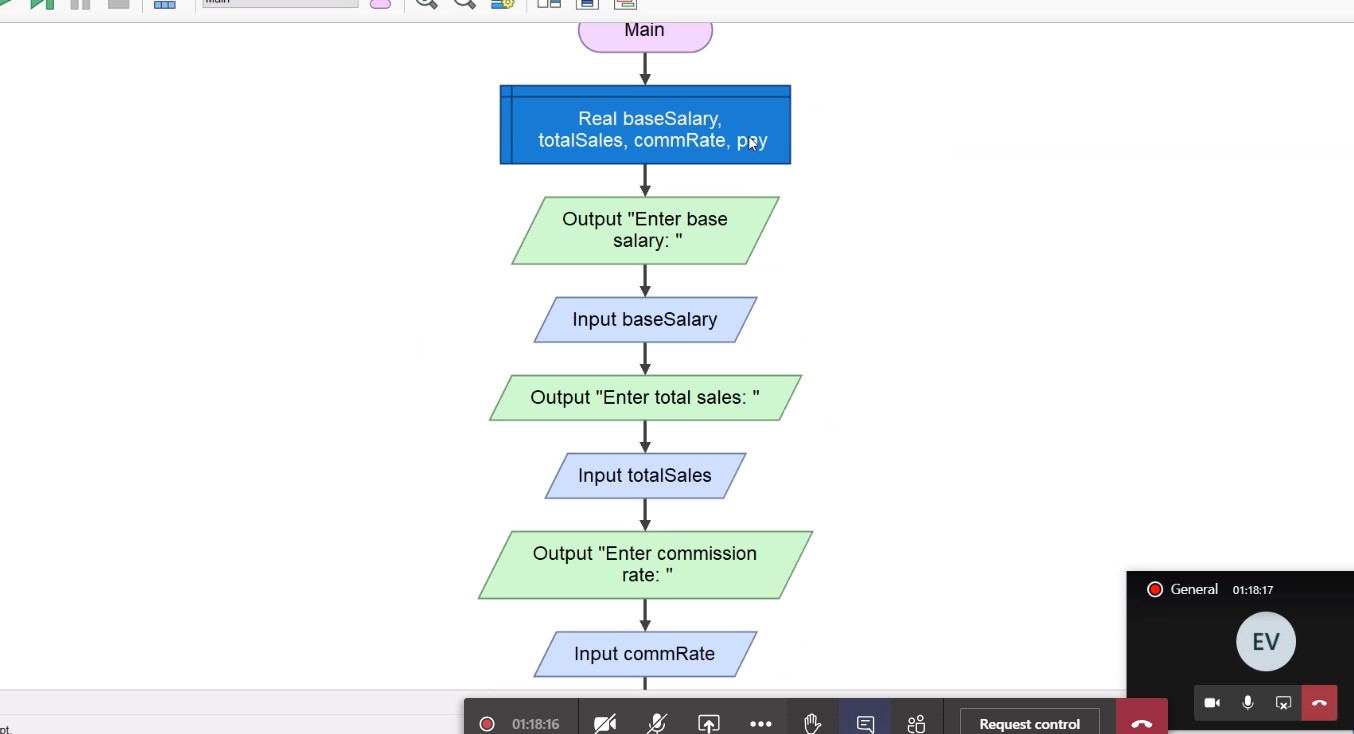 Main
Main
Real baseSalary,
totalSales, commRate, pay
Output "Enter base
salary: "
Input baseSalary
Output "Enter total sales: "
Input totalSales
Output "Enter commission
rate: "
Input commRate
General 01:18:17
EV
pt.
01:18:16
Request control